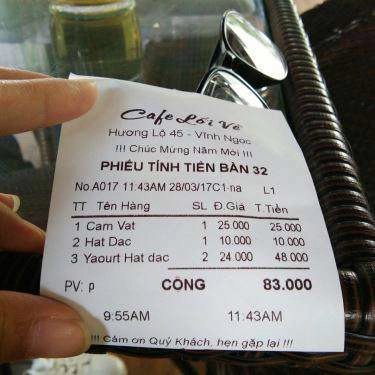 Cafe Lối Về
Hương Lộ 45 - Vĩnh Ngọc
!!! Chúc Mừng Năm Mới !!!
PHIẾU TÍNH TIỀN BÀN 32
No A017 11:43AM 28/03/17C1-na L1
TT Tên Hàng SL Đ.Giá T.Tiền
1 Cam Vat 1 25.000 25.000
2 Hat Dac 1 10.000 10.000
3 Yaourt Hat dac 2 24.000 48.000
PV: p CỘNG 83.000
9:55AM 11:43AM
!!! Cảm ơn Quý Khách, hẹn gặp lại !!!